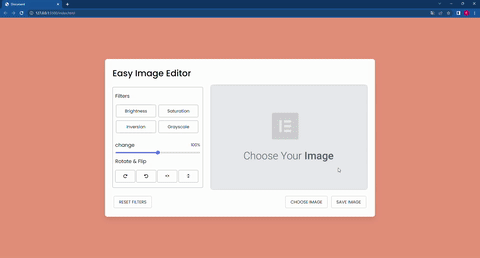 Document
127.0.0.1:5500/index.html
Easy Image Editor
Filters
Brightness
Saturation
Inversion
Grayscale
change
100%
Rotate & Flip
Choose Your Image
RESET FILTERS
CHOOSE IMAGE
SAVE IMAGE